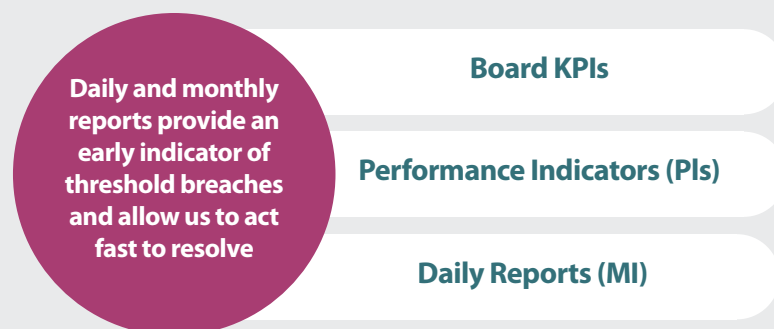 Daily and monthly
reports provide an
early indicator of
threshold breaches
and allow us to act
fast to resolve
Board KPIs
Performance Indicators (PIs)
Daily Reports (MI)